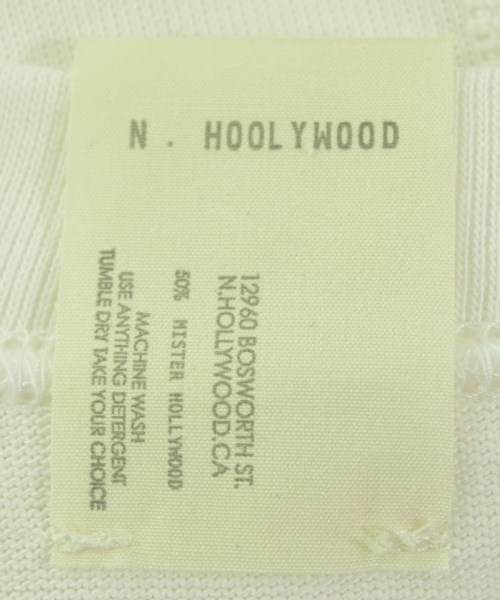 N . HOOLYWOOD
12960 BOSWORTH ST.
N.HOLLYWOOD.CA
50% MISTER HOLLYWOOD
MACHINE WASH
USE ANYTHING DETERGENT
TUMBLE DRY TAKE YOUR CHOICE